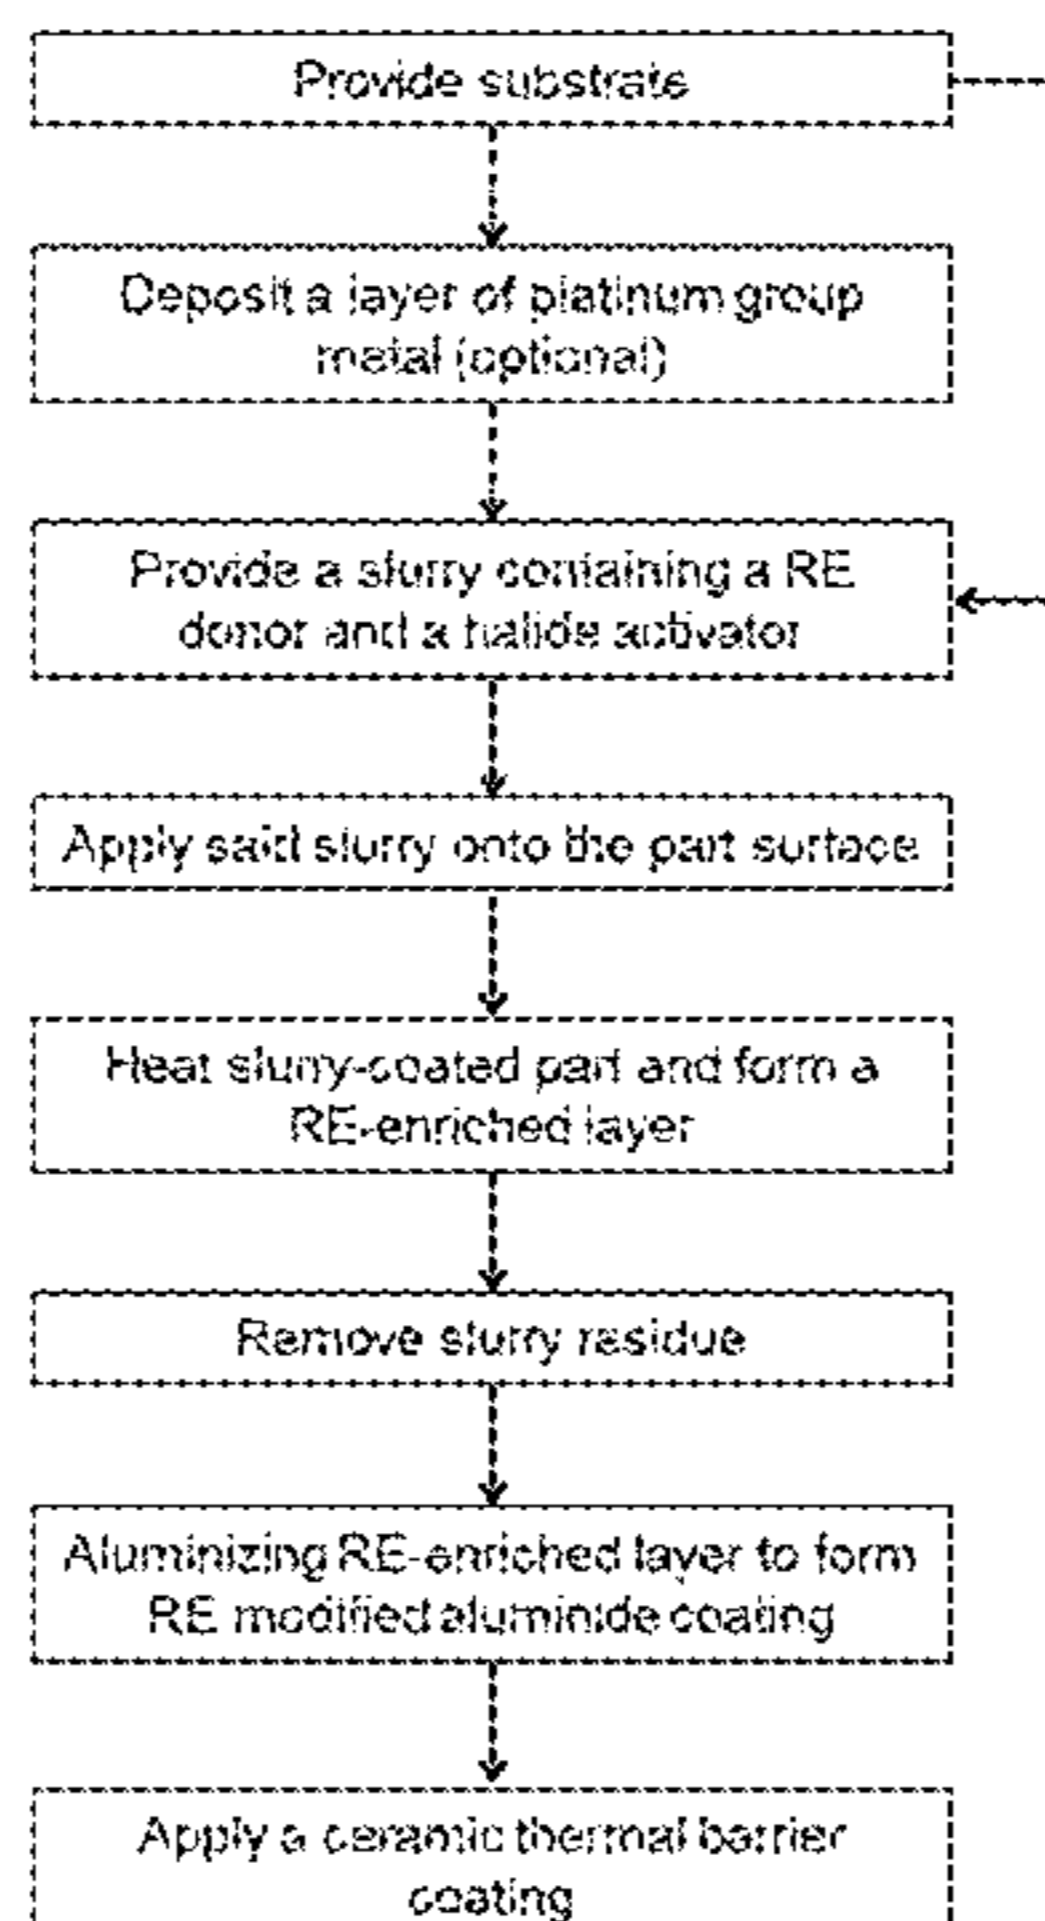 Provide substrate
Deposit a layer of platinum group
metal (optional)
Provide a slurry containing a RE
donor and a halide activator
Apply said slurry onto the part surface
Heat slurry-coated part and form a
RE-enriched layer
Remove slurry residue
Aluminizing RE-enriched layer to form
RE modified aluminide coating
Apply a ceramic thermal barrier
coating